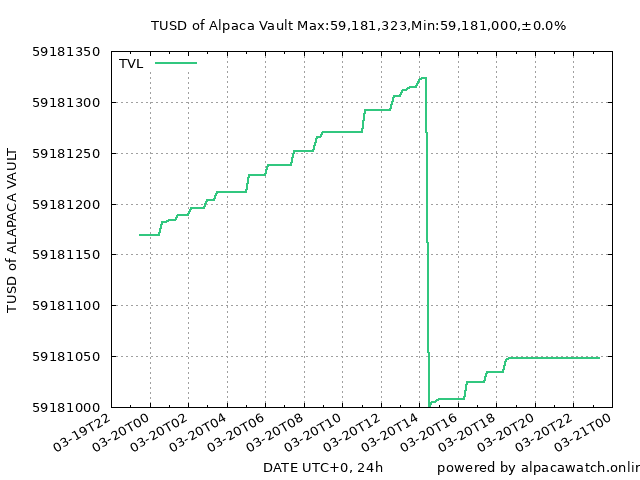 TUSD of Alpaca Vault Max:59,181,323,Min:59,181,000,±0.0%
TUSD of ALAPACA VAULT
TVL
59181350
59181300
59181250
59181200
59181150
59181100
59181050
59181000
03-19T22
03-20T00
03-20T02
03-20T04
03-20T06
03-20T08
03-20T10
03-20T12
03-20T14
03-20T16
03-20T18
03-20T20
03-20T22
03-21T00
DATE UTC+0, 24h
powered by alpacawatch.onlin